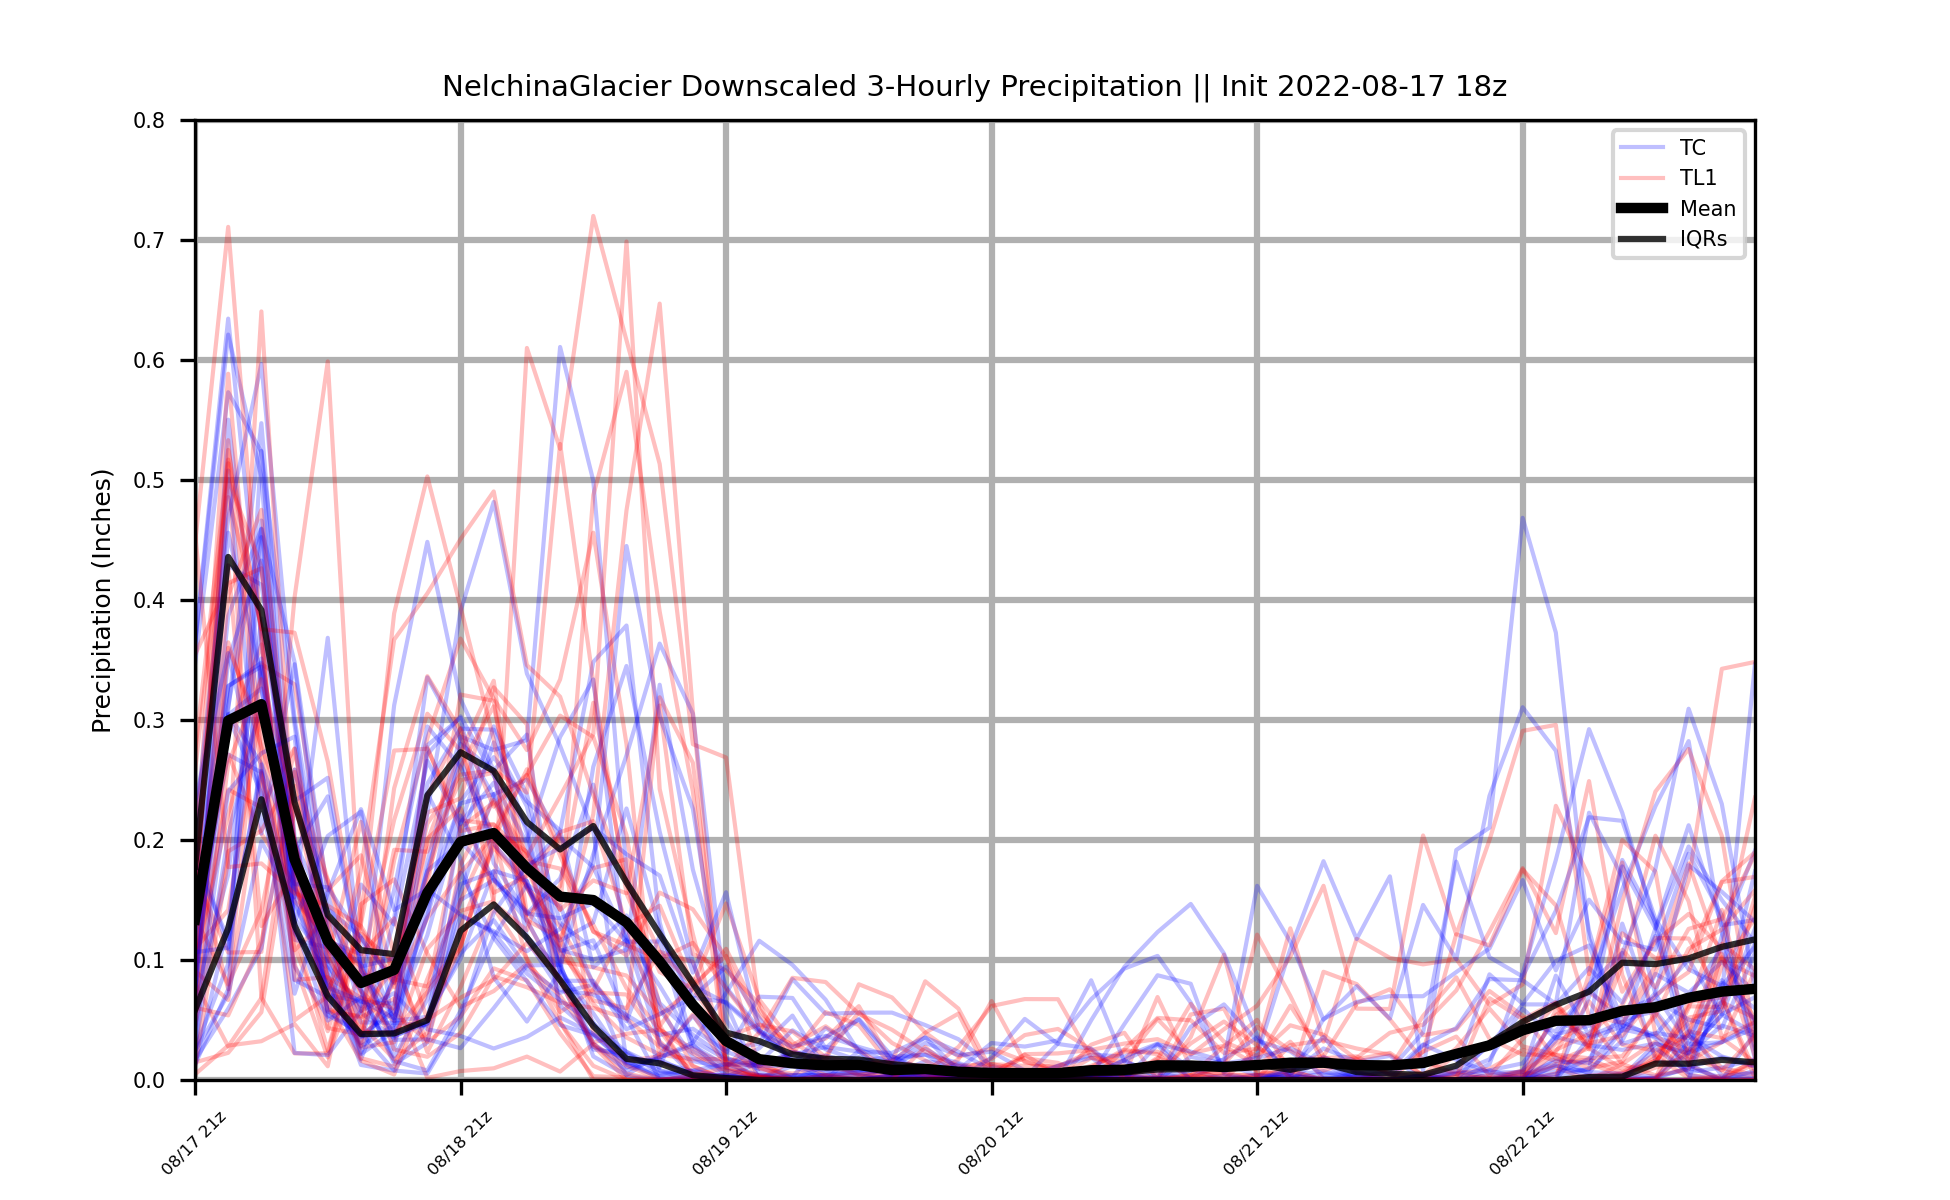 NelchinaGlacier Downscaled 3-Hourly Precipitation || Init 2022-08-17 18z
TC
TL1
Mean
IQRs
Precipitation (Inches)
0.8
0.7
0.6
0.5
0.4
0.3
0.2
0.1
0.0
08/17 21z
08/18 21z
08/19 21z
08/20 21z
08/21 21z
08/22 21z